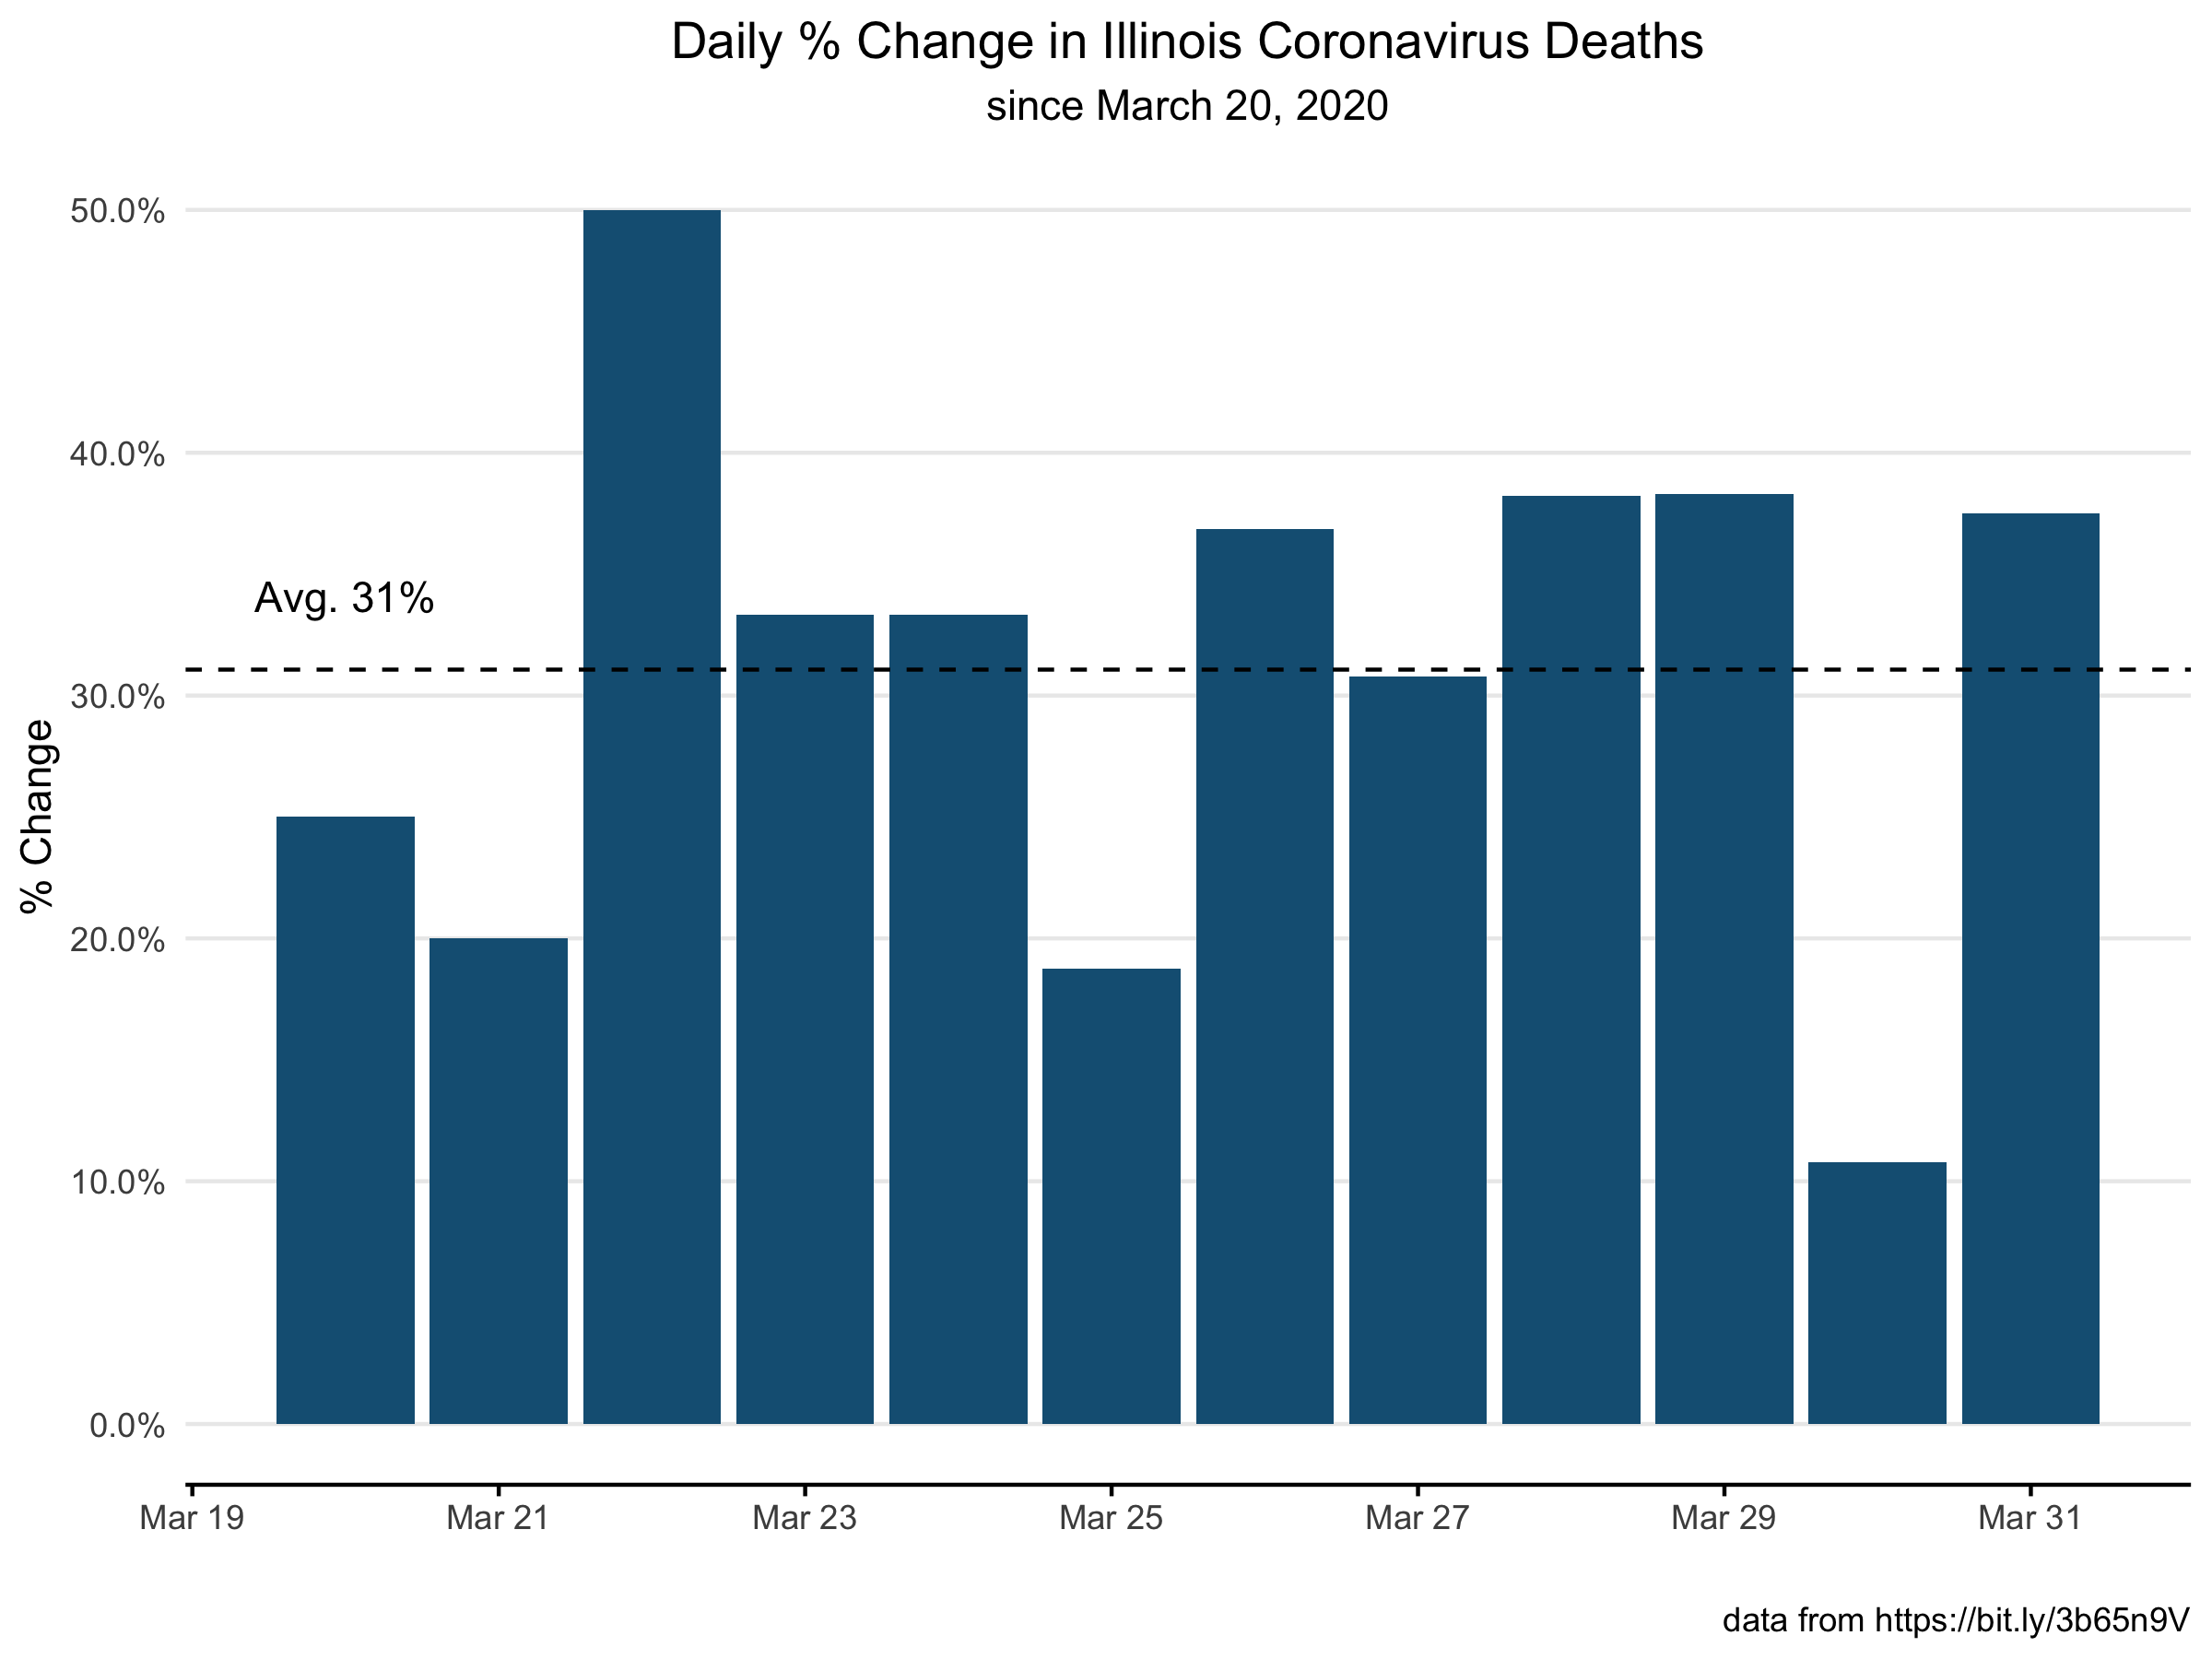 Daily % Change in Illinois Coronavirus Deaths
since March 20, 2020
50.0%
40.0%
Avg. 31%
30.0%
% Change
20.0%
10.0%
0.0%
Mar 19 Mar 21 Mar 23 Mar 25 Mar 27 Mar 29 Mar 31
data from https://bit.ly/3b65n9V